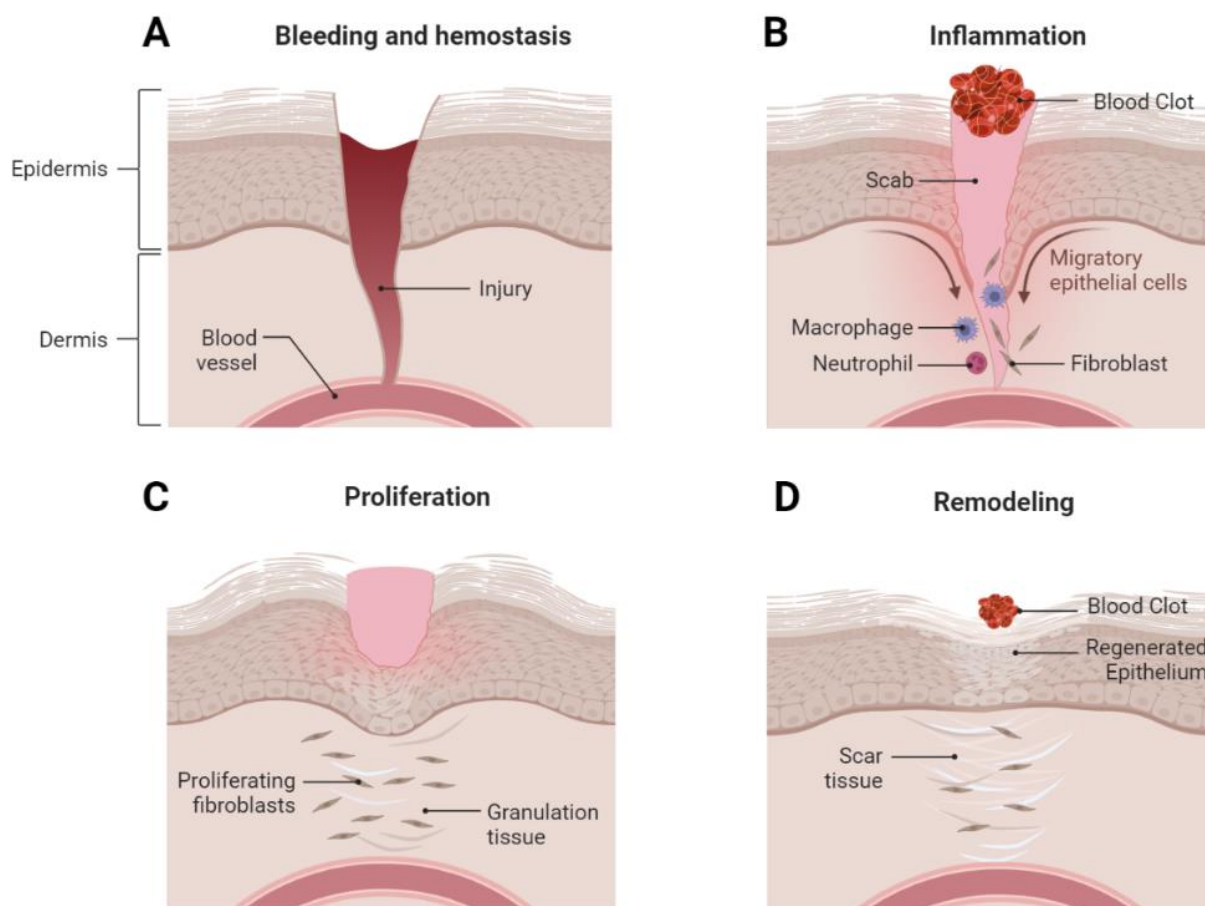 A
Bleeding and hemostasis
Epidermis
Dermis
Injury
Blood
vessel
B
Inflammation
Blood Clot
Scab
Migratory
epithelial cells
Macrophage
Neutrophil
Fibroblast
C
Proliferation
Proliferating
fibroblasts
Granulation
tissue
D
Remodeling
Blood Clot
Regenerated
Epithelium
Scar
tissue